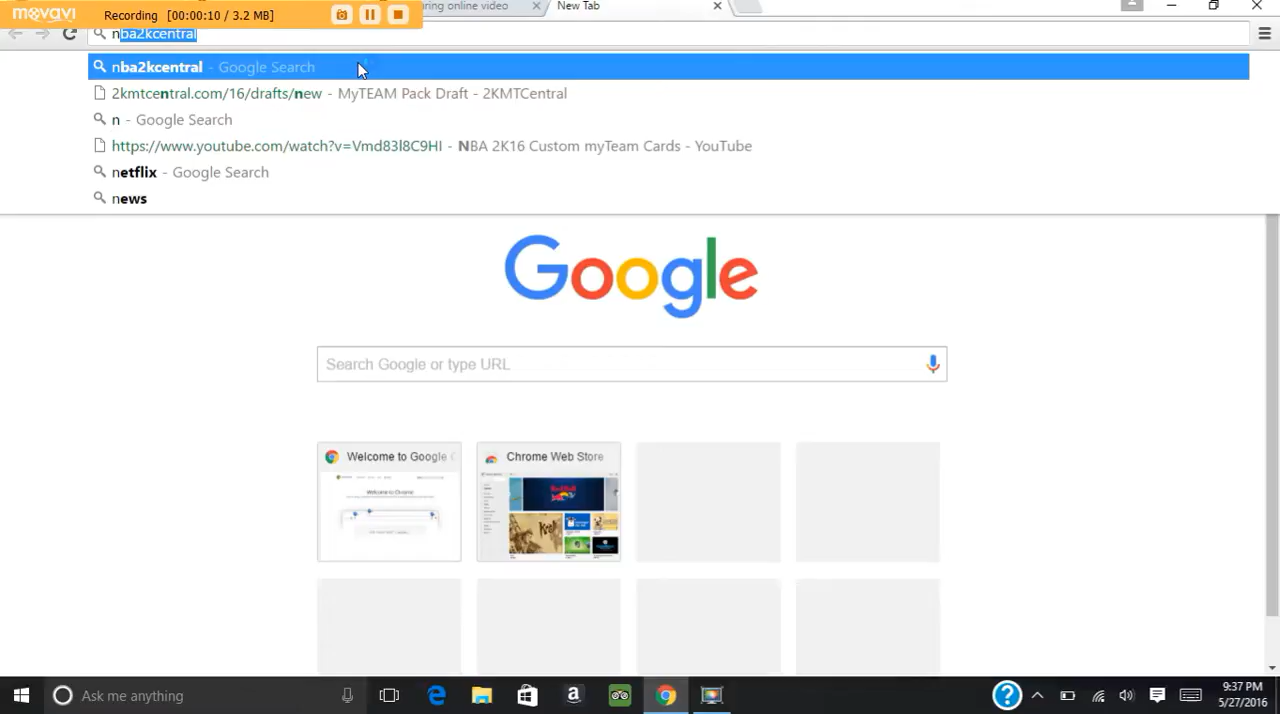 movavi Recording [00:00:10 / 3.2 MB] uring online video New Tab
nba2kcentral
nba2kcentral - Google Search
2kmtcentral.com/16/drafts/new - MyTEAM Pack Draft - 2KMTCentral
n - Google Search
https://www.youtube.com/watch?v=Vmd83l8C9HI - NBA 2K16 Custom myTeam Cards - YouTube
netflix - Google Search
news
Google
Search Google or type URL
Welcome to Google C Chrome Web Store
Ask me anything
9:37 PM
5/27/2016